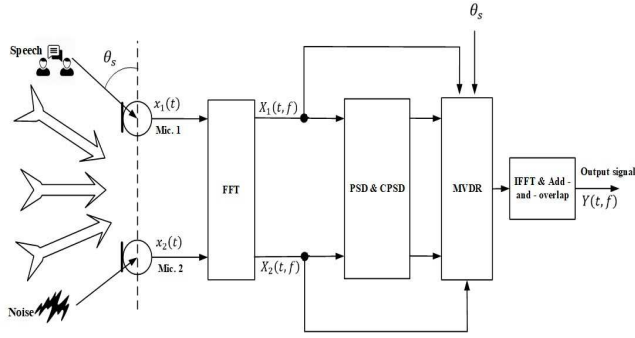 Speech
θₛ
θₛ
x₁(t)
Mic. 1
X₁(t,f)
FFT
PSD & CPSD
MVDR
IFFT & Add -
and - overlap
Output signal
Y(t,f)
x₂(t)
Mic. 2
X₂(t,f)
Noise